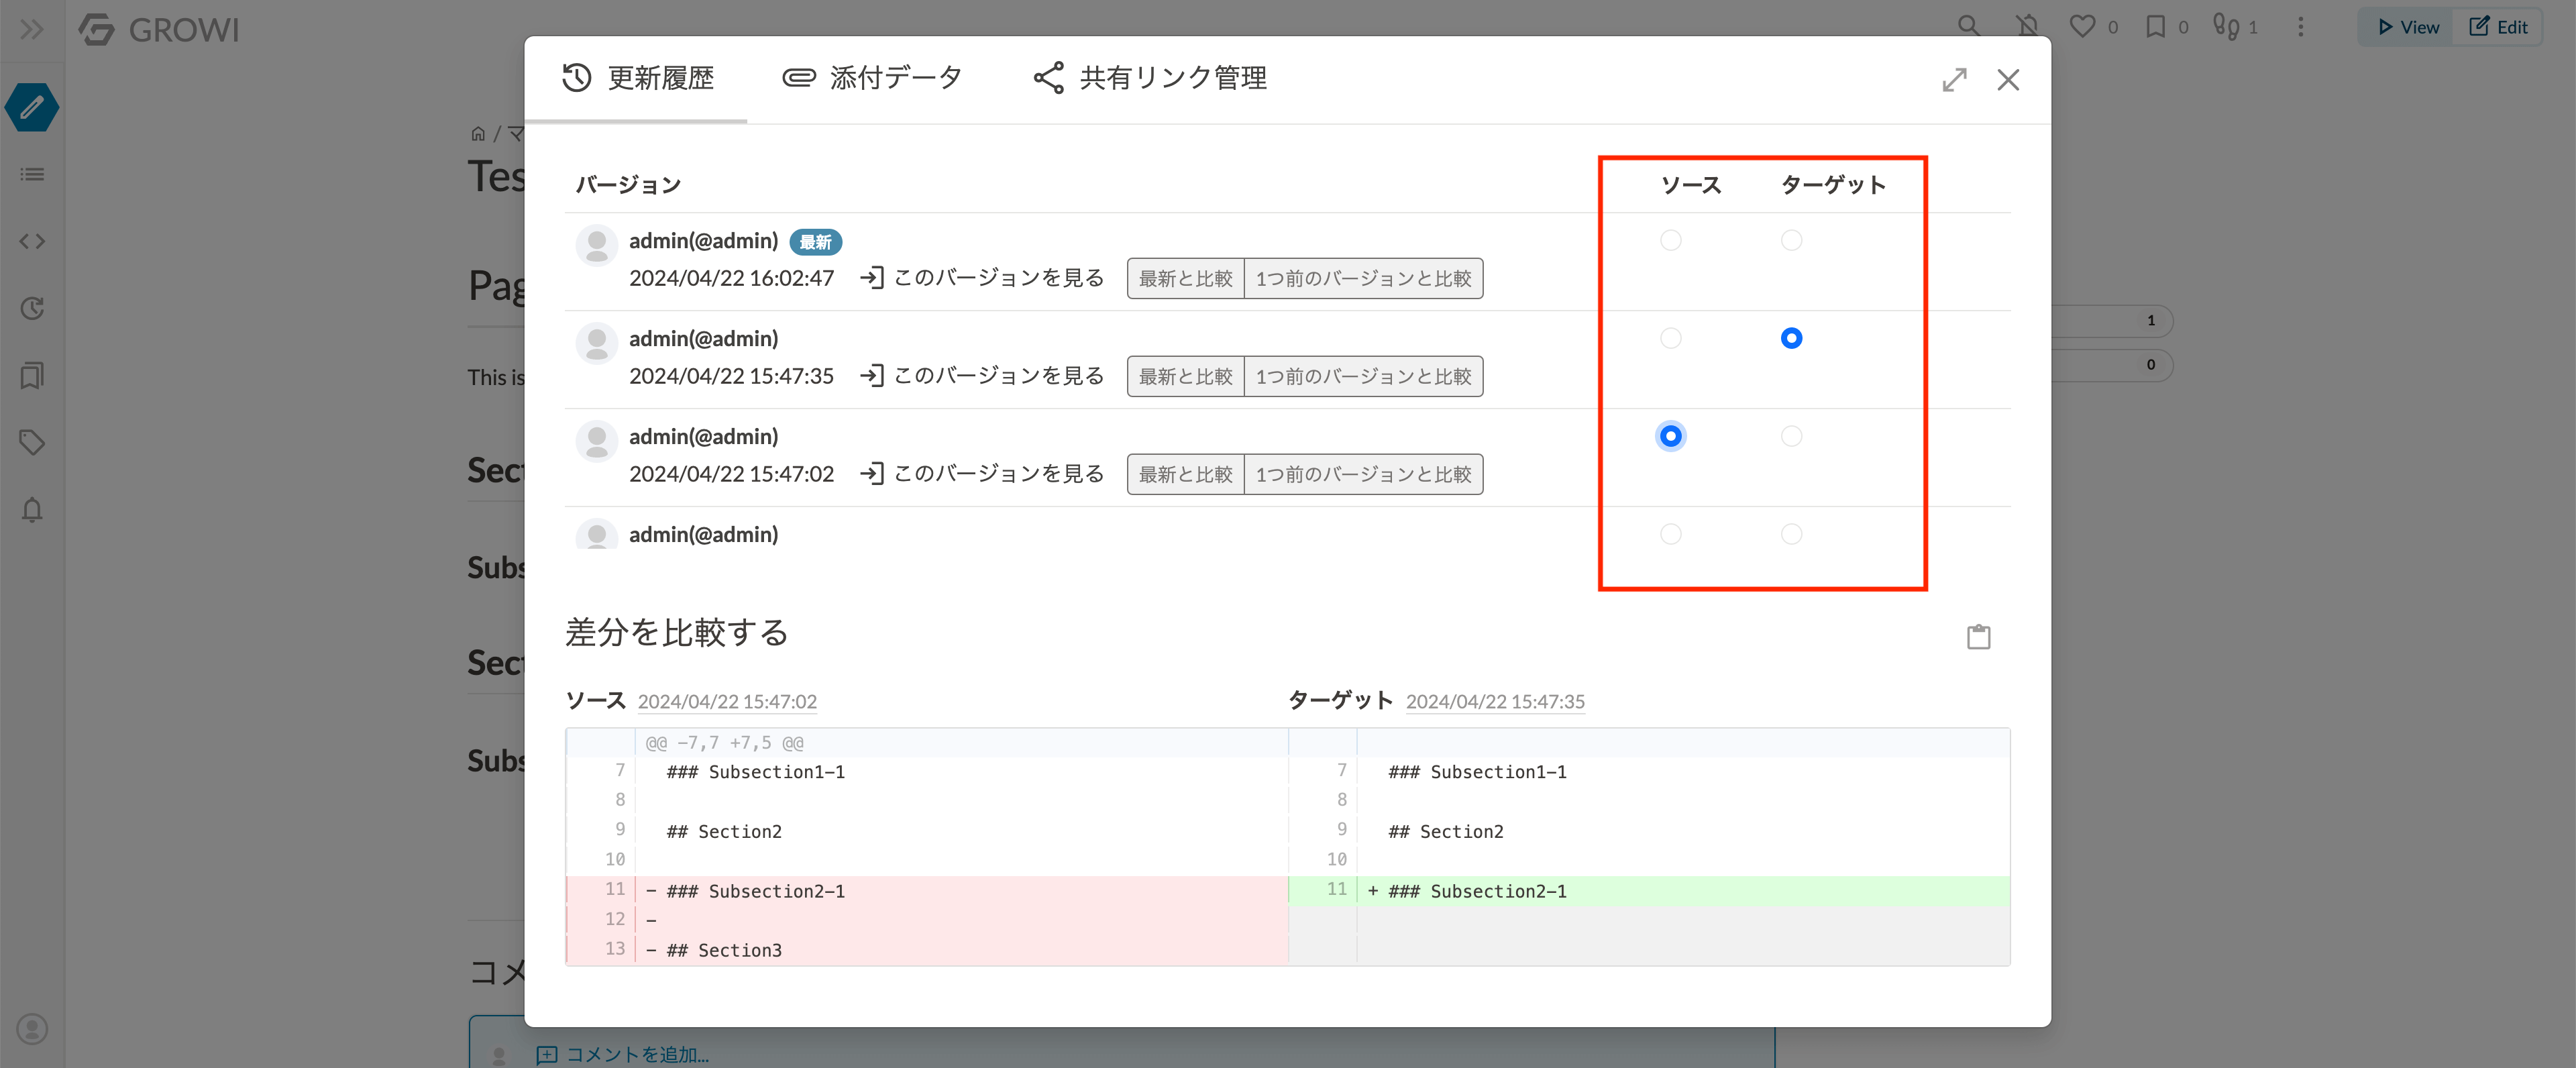 GROWI
0
0
1
View
Edit
更新履歴
添付データ
共有リンク管理
/ マ
Tes
バージョン
ソース
ターゲット
admin(@admin) 最新
2024/04/22 16:02:47 このバージョンを見る 最新と比較 1つ前のバージョンと比較
Pag
admin(@admin)
1
This is
2024/04/22 15:47:35 このバージョンを見る 最新と比較 1つ前のバージョンと比較
0
admin(@admin)
2024/04/22 15:47:02 このバージョンを見る 最新と比較 1つ前のバージョンと比較
Sect
admin(@admin)
Subs
差分を比較する
Sect
ソース 2024/04/22 15:47:02
ターゲット 2024/04/22 15:47:35
Subs
@@ -7,7 +7,5 @@
7 ### Subsection1-1
8
9 ## Section2
10
11 - ### Subsection2-1
12 -
13 - ## Section3
7 ### Subsection1-1
8
9 ## Section2
10
11 + ### Subsection2-1
コメ
コメントを追加...